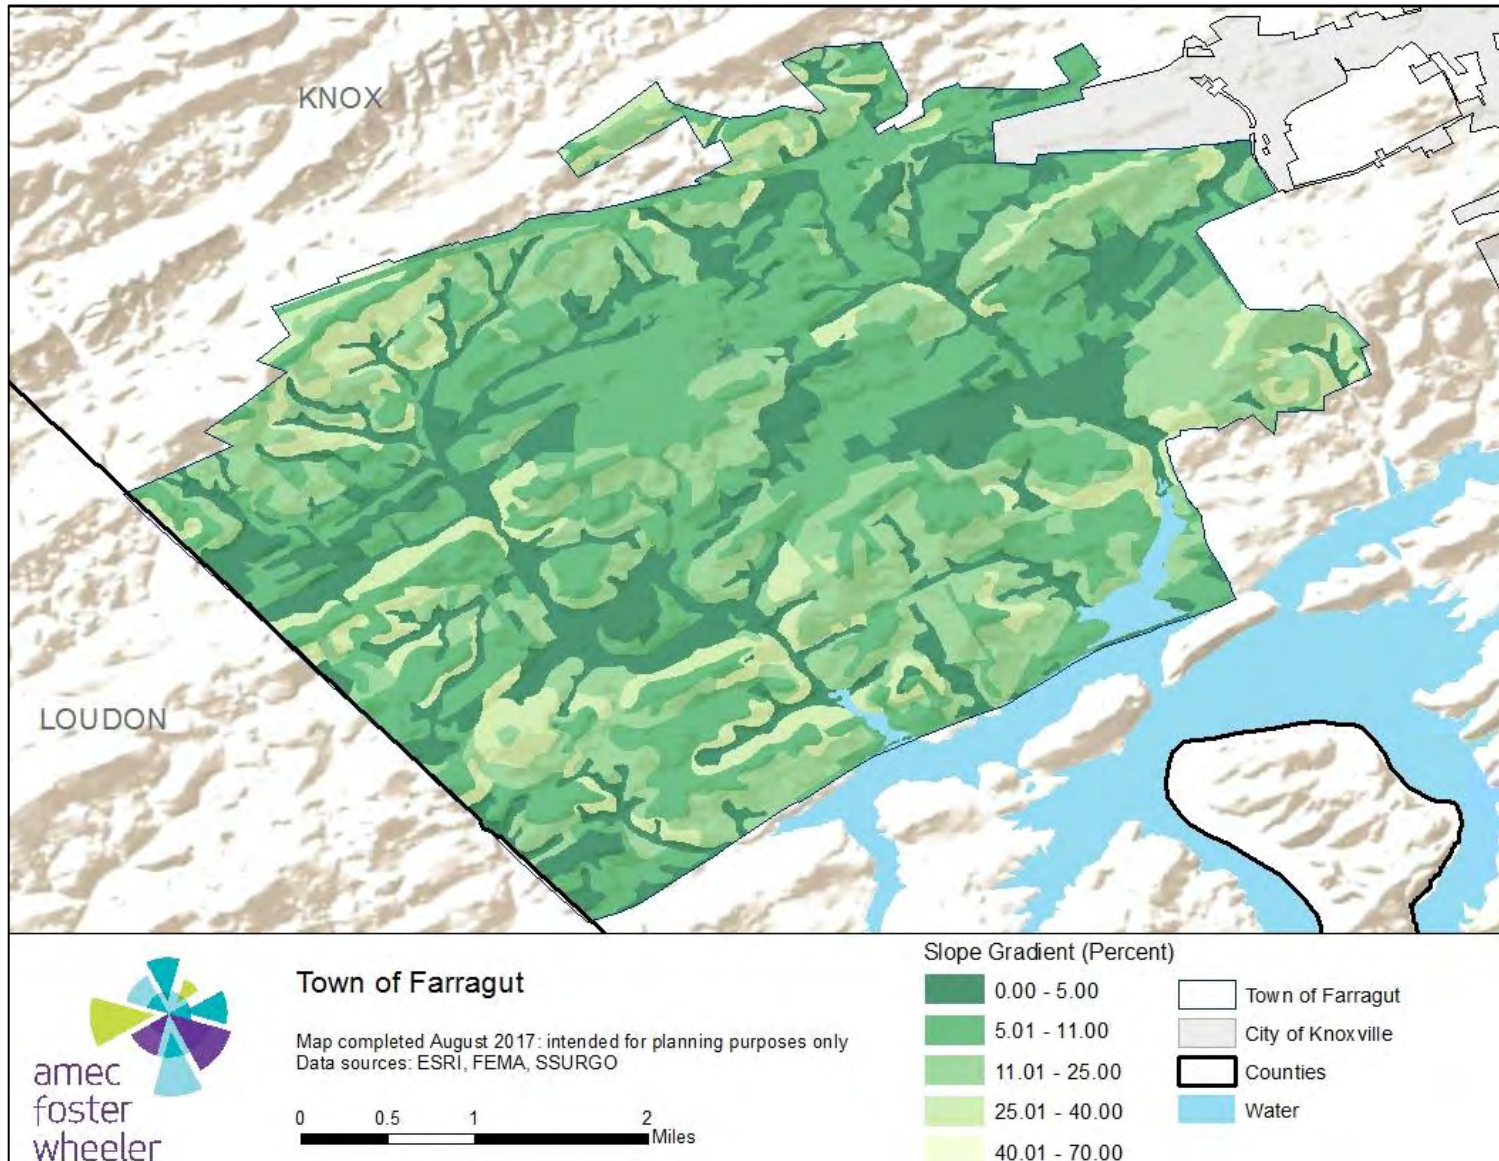 KNOX
LOUDON
amec
foster
wheeler
Town of Farragut
Map completed August 2017: intended for planning purposes only
Data sources: ESRI, FEMA, SSURGO
0 0.5 1 2
Miles
Slope Gradient (Percent)
0.00 - 5.00
5.01 - 11.00
11.01 - 25.00
25.01 - 40.00
40.01 - 70.00
Town of Farragut
City of Knoxville
Counties
Water